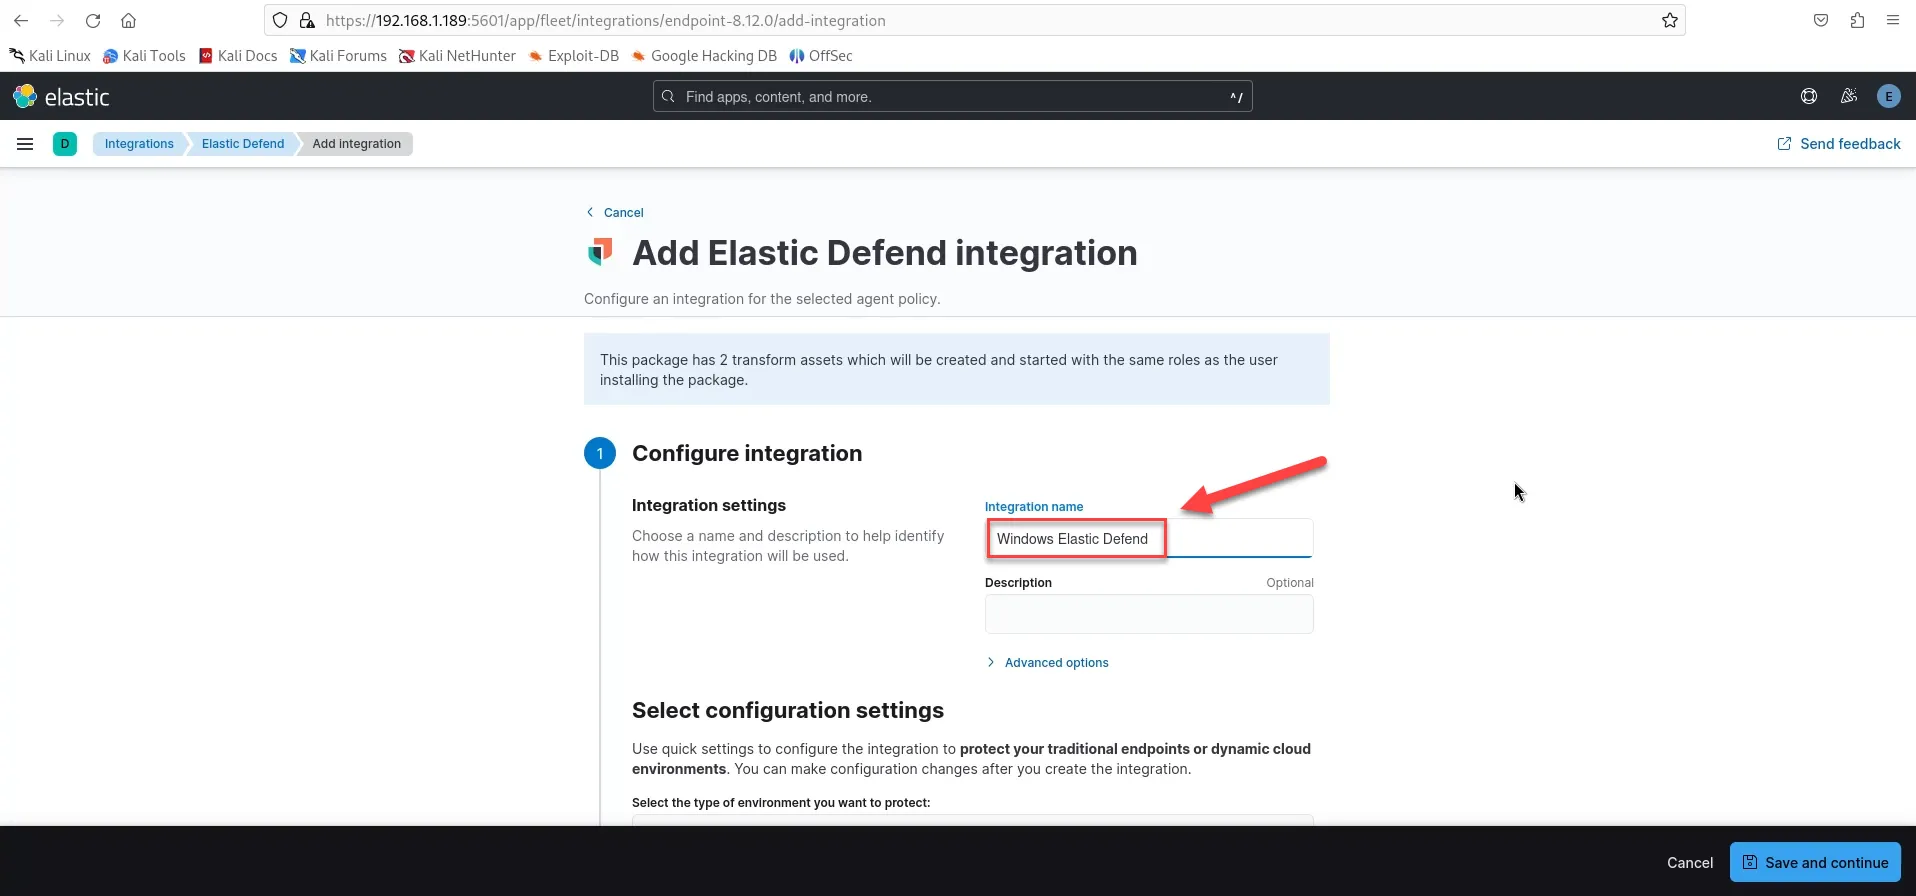 https://192.168.1.189:5601/app/fleet/integrations/endpoint-8.12.0/add-integration
Kali Linux Kali Tools Kali Docs Kali Forums Kali NetHunter Exploit-DB Google Hacking DB OffSec
elastic Find apps, content, and more. ^/ E
D Integrations Elastic Defend Add integration Send feedback
Cancel
Add Elastic Defend integration
Configure an integration for the selected agent policy.
This package has 2 transform assets which will be created and started with the same roles as the user
installing the package.
1 Configure integration
Integration settings
Choose a name and description to help identify
how this integration will be used.
Integration name
Windows Elastic Defend
Description Optional
Advanced options
Select configuration settings
Use quick settings to configure the integration to protect your traditional endpoints or dynamic cloud
environments. You can make configuration changes after you create the integration.
Select the type of environment you want to protect:
Cancel Save and continue